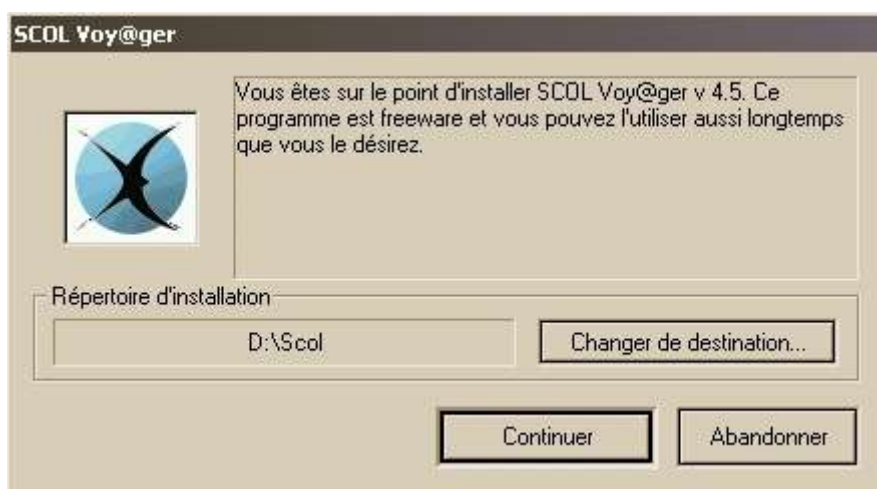 SCOL Voy@ger
Vous êtes sur le point d'installer SCOL Voy@ger v 4.5. Ce
programme est freeware et vous pouvez l'utiliser aussi longtemps
que vous le désirez.
Répertoire d'installation
D:\Scol
Changer de destination...
Continuer
Abandonner